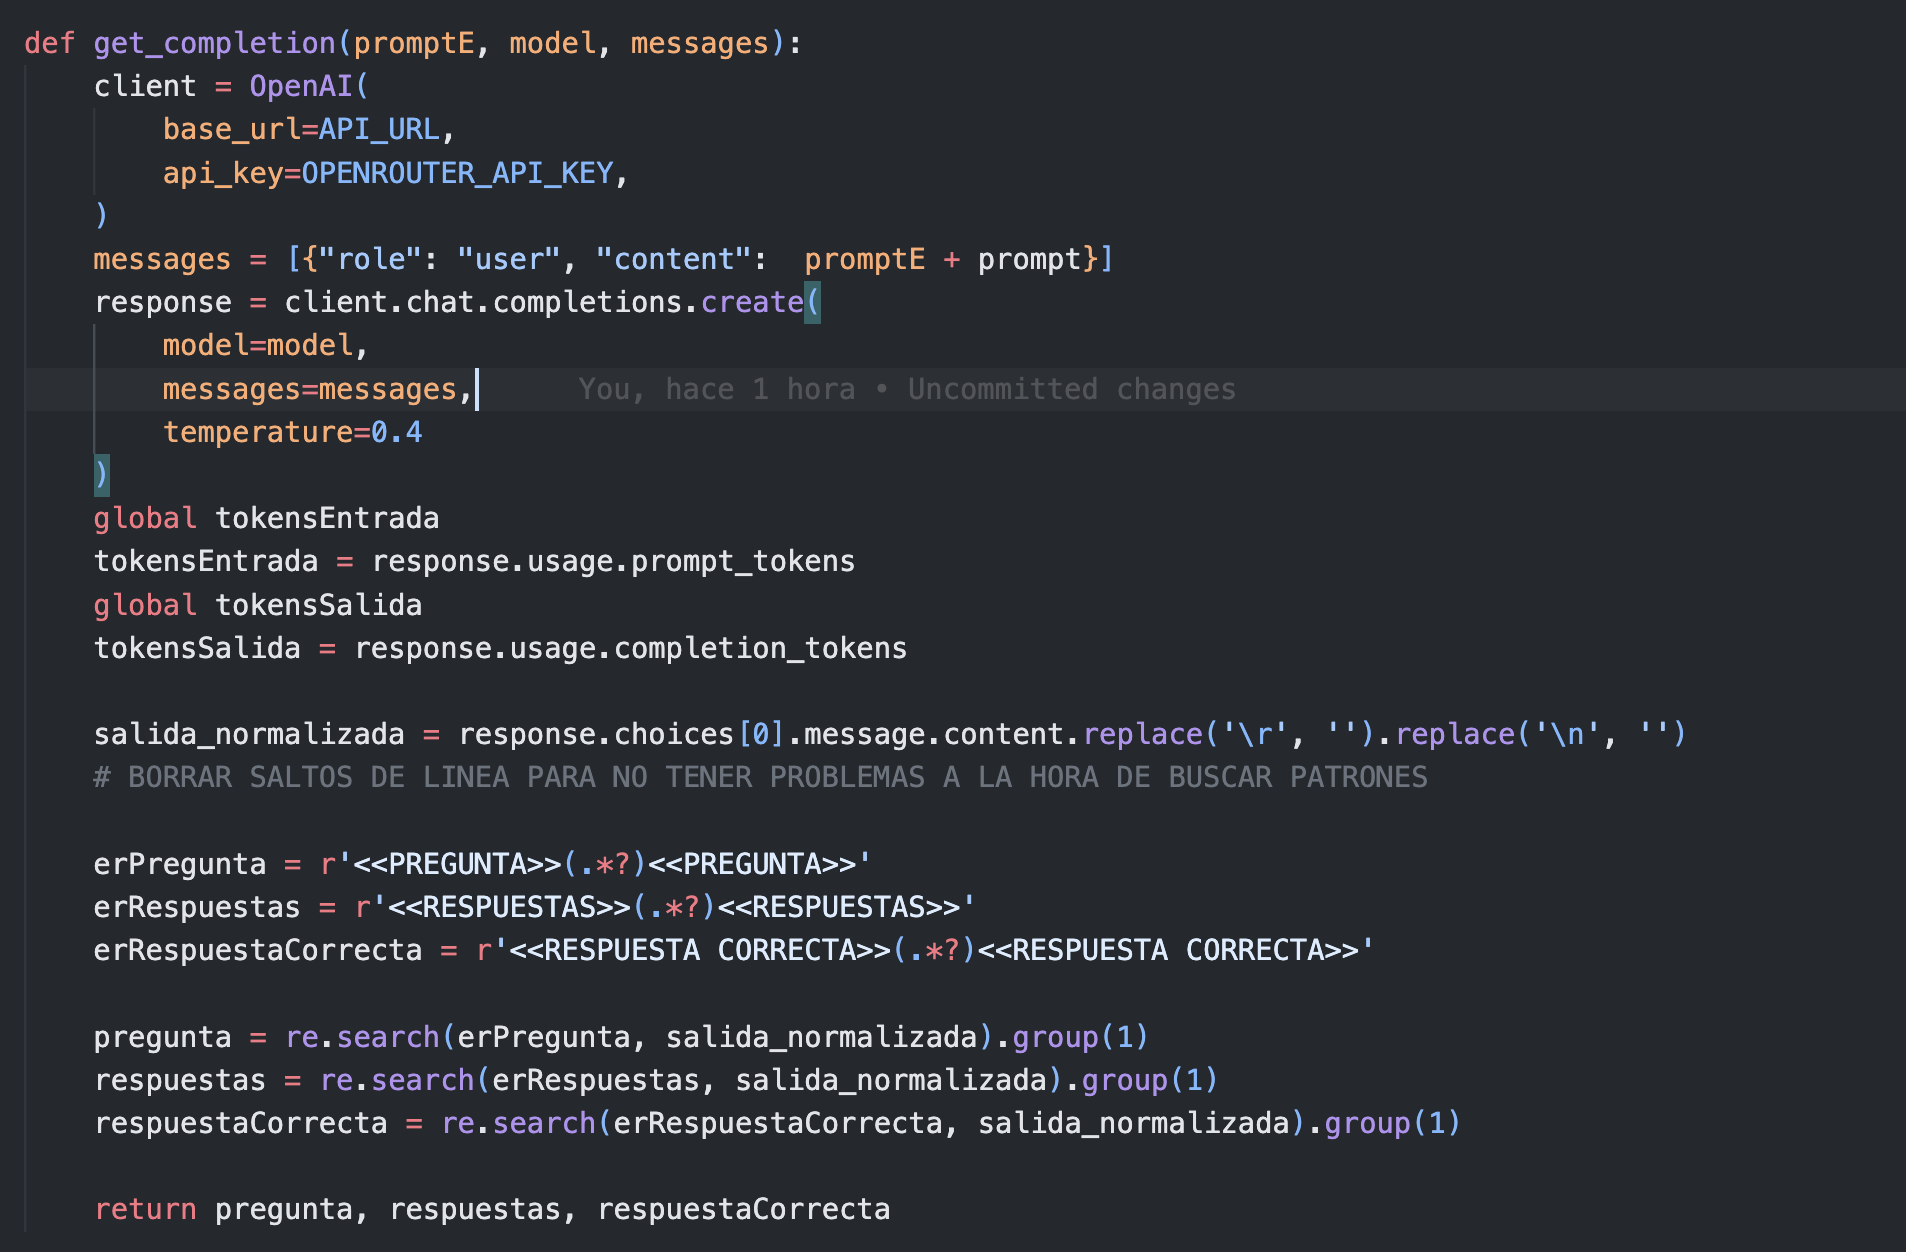 def get_completion(promptE, model, messages):
    client = OpenAI(
        base_url=API_URL,
        api_key=OPENROUTER_API_KEY,
    )
    messages = [{"role": "user", "content":  promptE + prompt}]
    response = client.chat.completions.create(
        model=model,
        messages=messages,      You, hace 1 hora • Uncommitted changes
        temperature=0.4
    )
    global tokensEntrada
    tokensEntrada = response.usage.prompt_tokens
    global tokensSalida
    tokensSalida = response.usage.completion_tokens

    salida_normalizada = response.choices[0].message.content.replace('\r', '').replace('\n', '')
    # BORRAR SALTOS DE LINEA PARA NO TENER PROBLEMAS A LA HORA DE BUSCAR PATRONES

    erPregunta = r'<<PREGUNTA>>(.*?)<<PREGUNTA>>'
    erRespuestas = r'<<RESPUESTAS>>(.*?)<<RESPUESTAS>>'
    erRespuestaCorrecta = r'<<RESPUESTA CORRECTA>>(.*?)<<RESPUESTA CORRECTA>>'

    pregunta = re.search(erPregunta, salida_normalizada).group(1)
    respuestas = re.search(erRespuestas, salida_normalizada).group(1)
    respuestaCorrecta = re.search(erRespuestaCorrecta, salida_normalizada).group(1)

    return pregunta, respuestas, respuestaCorrecta